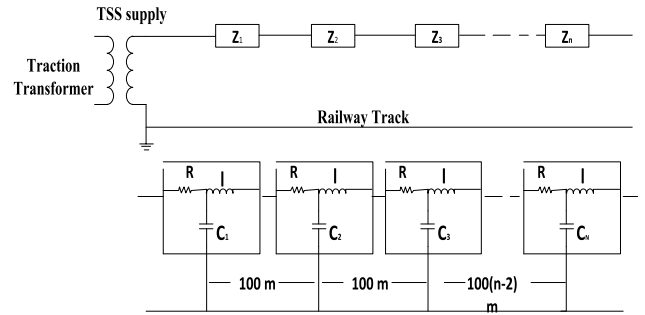 TSS supply
Z1 Z2 Z3 Zn
Traction
Transformer
Railway Track
R l R l R l R l
C1 C2 C3 CN
100 m 100 m 100(n-2)
m